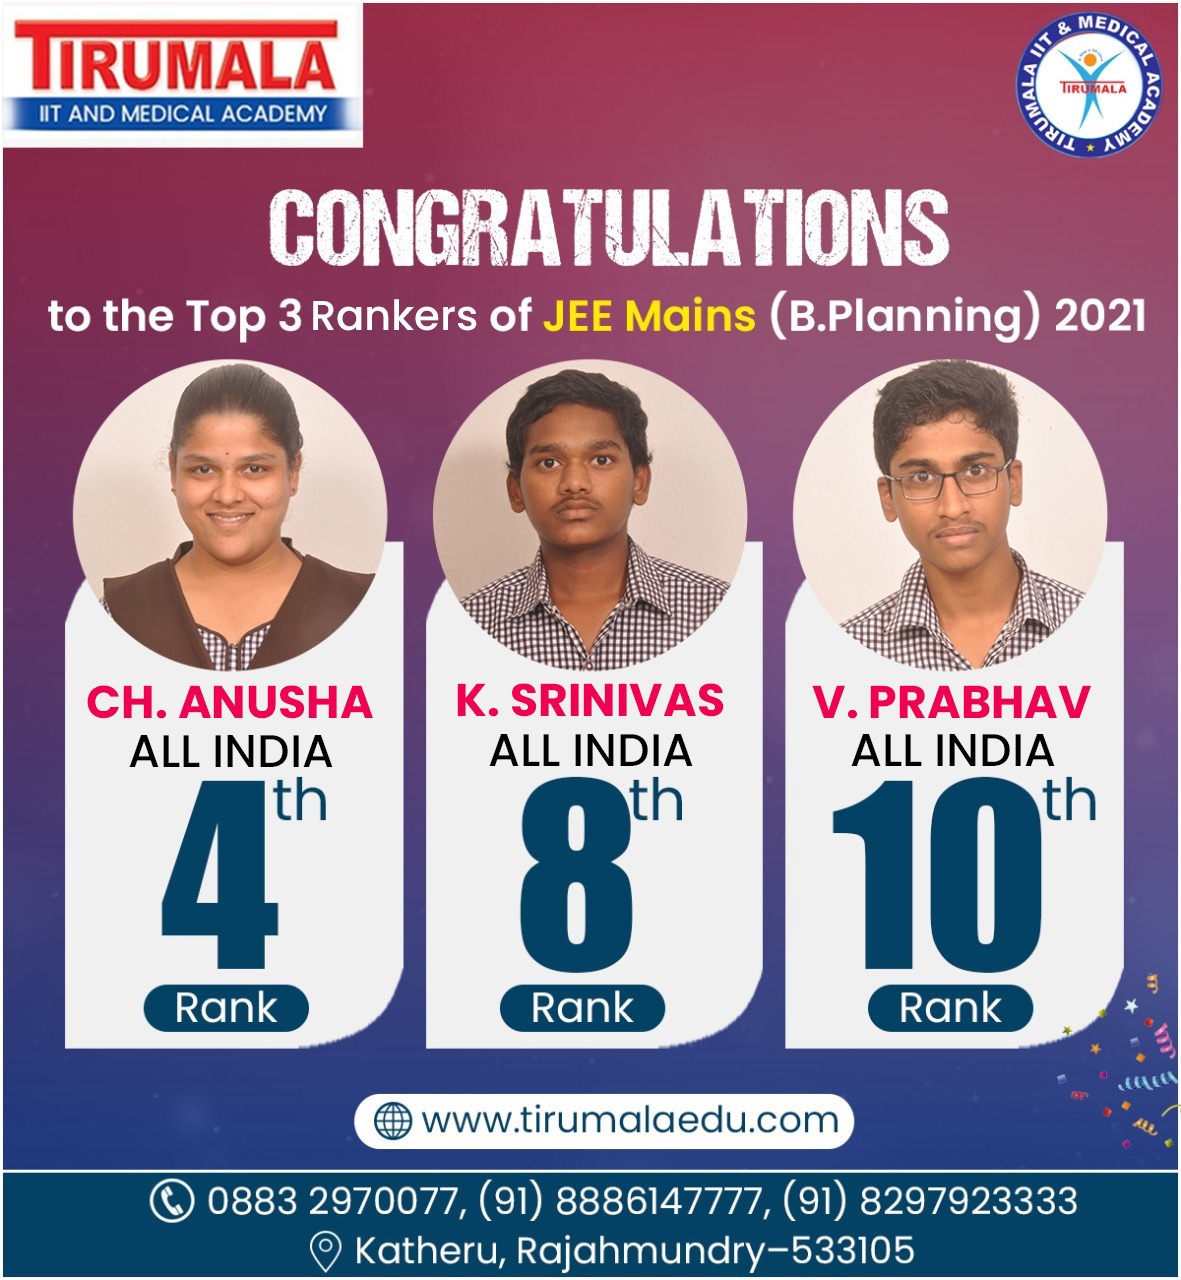 TIRUMALA
IIT AND MEDICAL ACADEMY
TIRUMALA IIT & MEDICAL ACADEMY
TIRUMALA
CONGRATULATIONS
to the Top 3 Rankers of JEE Mains (B.Planning) 2021
CH. ANUSHA
ALL INDIA
4th
Rank
K. SRINIVAS
ALL INDIA
8th
Rank
V. PRABHAV
ALL INDIA
10th
Rank
www.tirumalaedu.com
0883 2970077, (91) 8886147777, (91) 8297923333
Katheru, Rajahmundry–533105